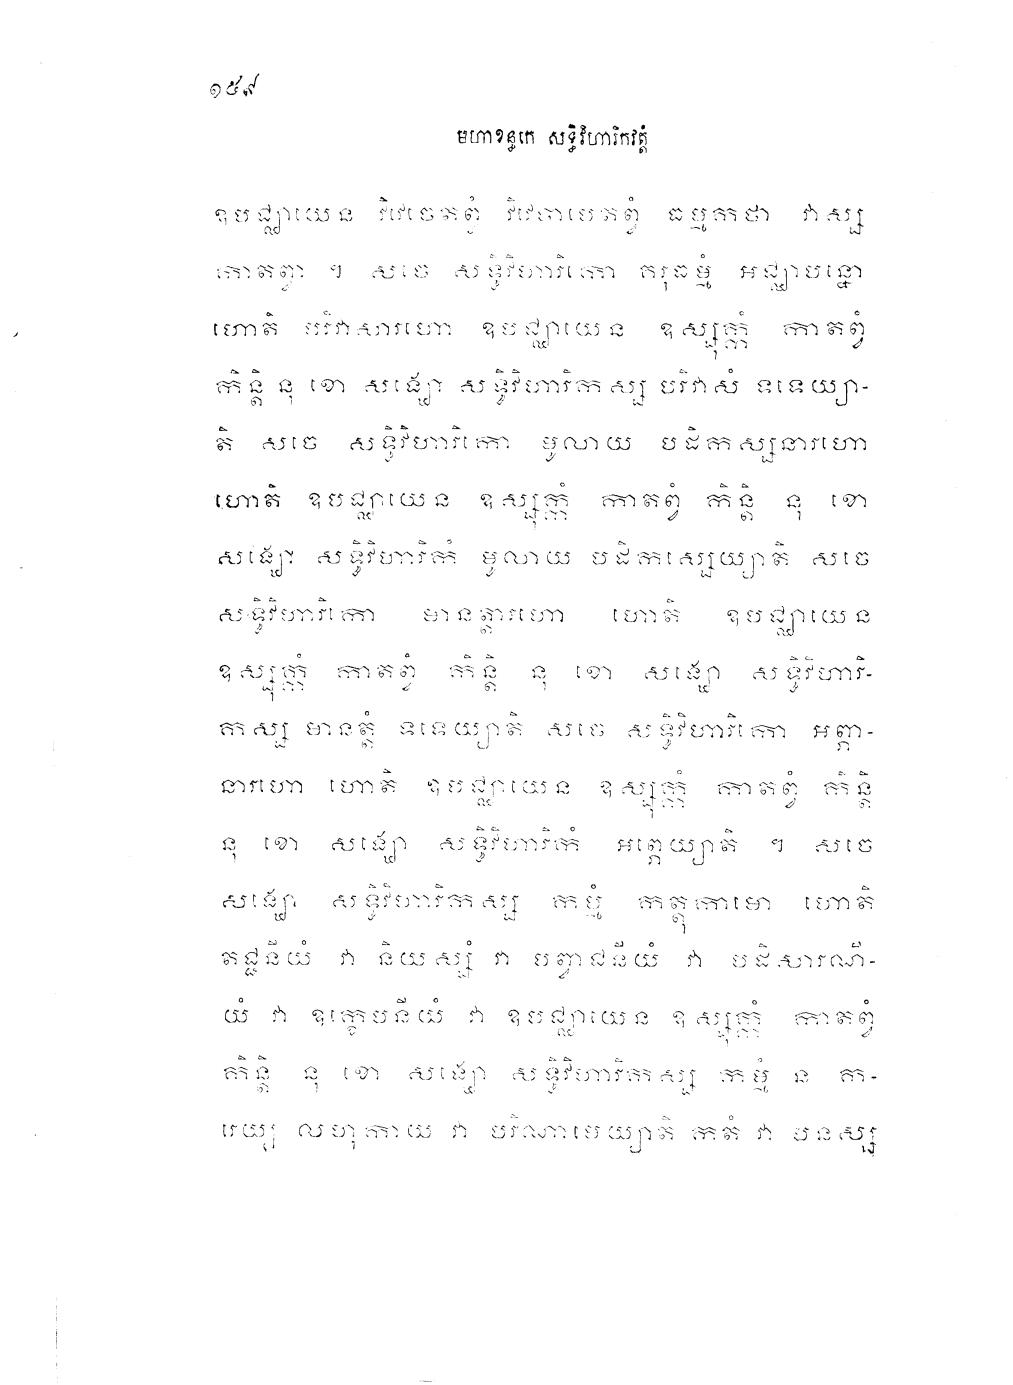 ១៥៩
មហាខន្ធកេ សទ្ធិវិហារិកវត្តំ
ឧបជ្ឈាយេន វិវេចេតព្វំ វិវេចាបេតព្វំ ធម្មកថា វាស្ស
កាតព្វា ។ សចេ សទ្ធិវិហារិកោ គរុធម្មំ អជ្ឈាបន្នោ
ហោតិ បរិវាសារហោ ឧបជ្ឈាយេន ឧស្សុក្កំ កាតព្វំ
កិន្តិ នុ ខោ សង្ឃោ សទ្ធិវិហារិកស្ស បរិវាសំ ទទេយ្យា-
តិ សចេ សទ្ធិវិហារិកោ មូលាយ បដិកស្សនារហោ
ហោតិ ឧបជ្ឈាយេន ឧស្សុក្កំ កាតព្វំ កិន្តិ នុ ខោ
សង្ឃោ សទ្ធិវិហារិកំ មូលាយ បដិកស្សេយ្យាតិ សចេ
សទ្ធិវិហារិកោ មានត្តារហោ ហោតិ ឧបជ្ឈាយេន
ឧស្សុក្កំ កាតព្វំ កិន្តិ នុ ខោ សង្ឃោ សទ្ធិវិហារិ-
កស្ស មានត្តំ ទទេយ្យាតិ សចេ សទ្ធិវិហារិកោ អព្ភា-
នារហោ ហោតិ ឧបជ្ឈាយេន ឧស្សុក្កំ កាតព្វំ កិន្តិ
នុ ខោ សង្ឃោ សទ្ធិវិហារិកំ អព្ភេយ្យាតិ ។ សចេ
សង្ឃោ សទ្ធិវិហារិកស្ស កម្មំ កត្តុកាមោ ហោតិ
តជ្ជនីយំ វា និយស្សំ វា បព្វាជនីយំ វា បដិសារណី-
យំ វា ឧក្ខេបនីយំ វា ឧបជ្ឈាយេន ឧស្សុក្កំ កាតព្វំ
កិន្តិ នុ ខោ សង្ឃោ សទ្ធិវិហារិកស្ស កម្មំ ន ក-
រេយ្យ លហុកាយ វា បរិណាមេយ្យាតិ កតំ វា បនស្ស